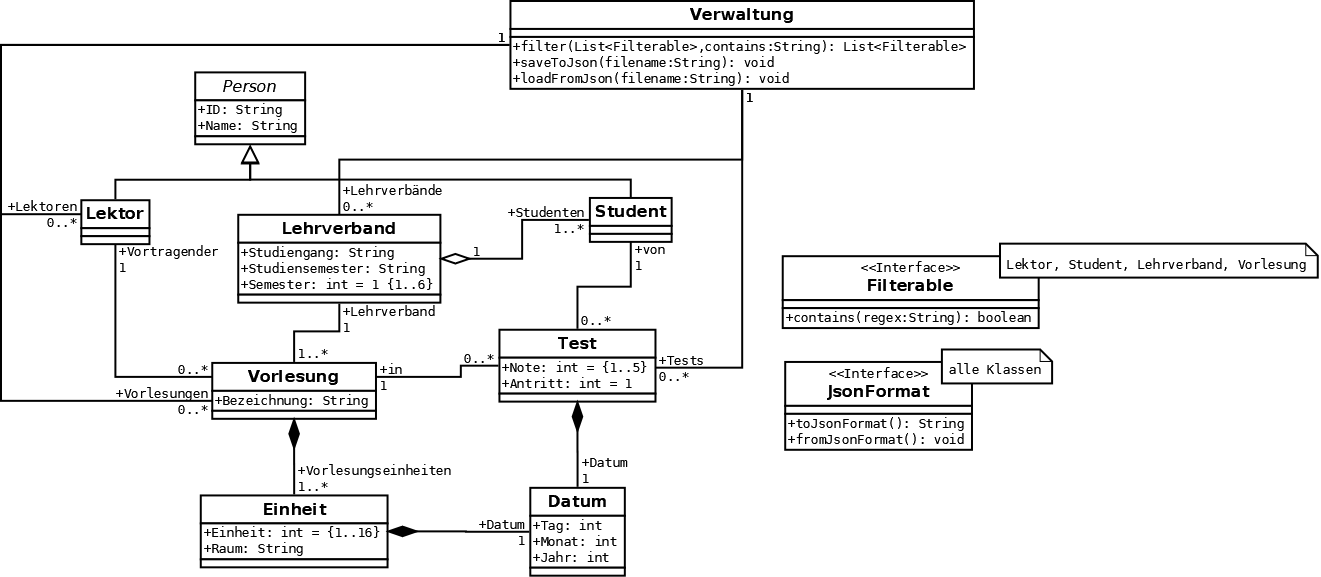 Verwaltung
1
+filter(List<Filterable>,contains:String): List<Filterable>
+saveToJson(filename:String): void
+loadFromJson(filename:String): void
1
Person
+ID: String
+Name: String
+Lektoren
0..*
Lektor
+Lehrverbände
0..*
+Studenten
1..*
Student
Lehrverband
+Studiengang: String
+Studiensemester: String
+Semester: int = 1 {1..6}
1
+Vortragender
1
+von
1
<<Interface>>
Filterable
+contains(regex:String): boolean
Lektor, Student, Lehrverband, Vorlesung
+Lehrverband
1
1..*
0..*
0..*
Vorlesung
+Bezeichnung: String
+in
1
0..*
Test
+Note: int = {1..5}
+Antritt: int = 1
+Tests
0..*
<<Interface>>
JsonFormat
+toJsonFormat(): String
+fromJsonFormat(): void
alle Klassen
+Vorlesungen
0..*
+Vorlesungseinheiten
1..*
+Datum
1
Einheit
+Einheit: int = {1..16}
+Raum: String
+Datum
1
Datum
+Tag: int
+Monat: int
+Jahr: int